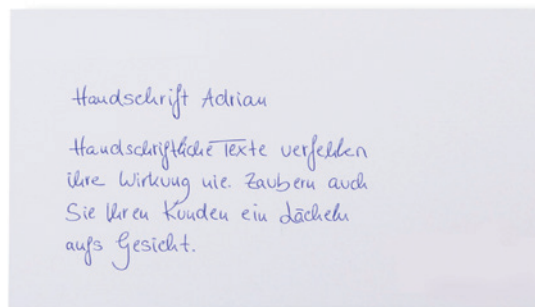 Handschrift Adrian
Handschriftliche Texte verfehlen
ihre Wirkung nie. Zaubern auch
Sie Ihren Kunden ein Lächeln
aufs Gesicht.